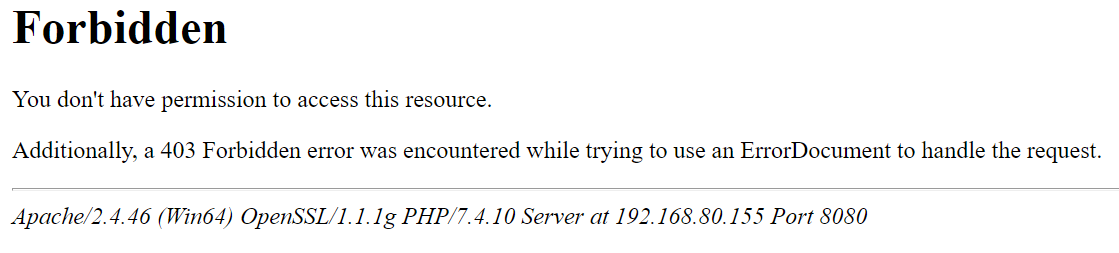 Forbidden
You don't have permission to access this resource.
Additionally, a 403 Forbidden error was encountered while trying to use an ErrorDocument to handle the request.
Apache/2.4.46 (Win64) OpenSSL/1.1.1g PHP/7.4.10 Server at 192.168.80.155 Port 8080